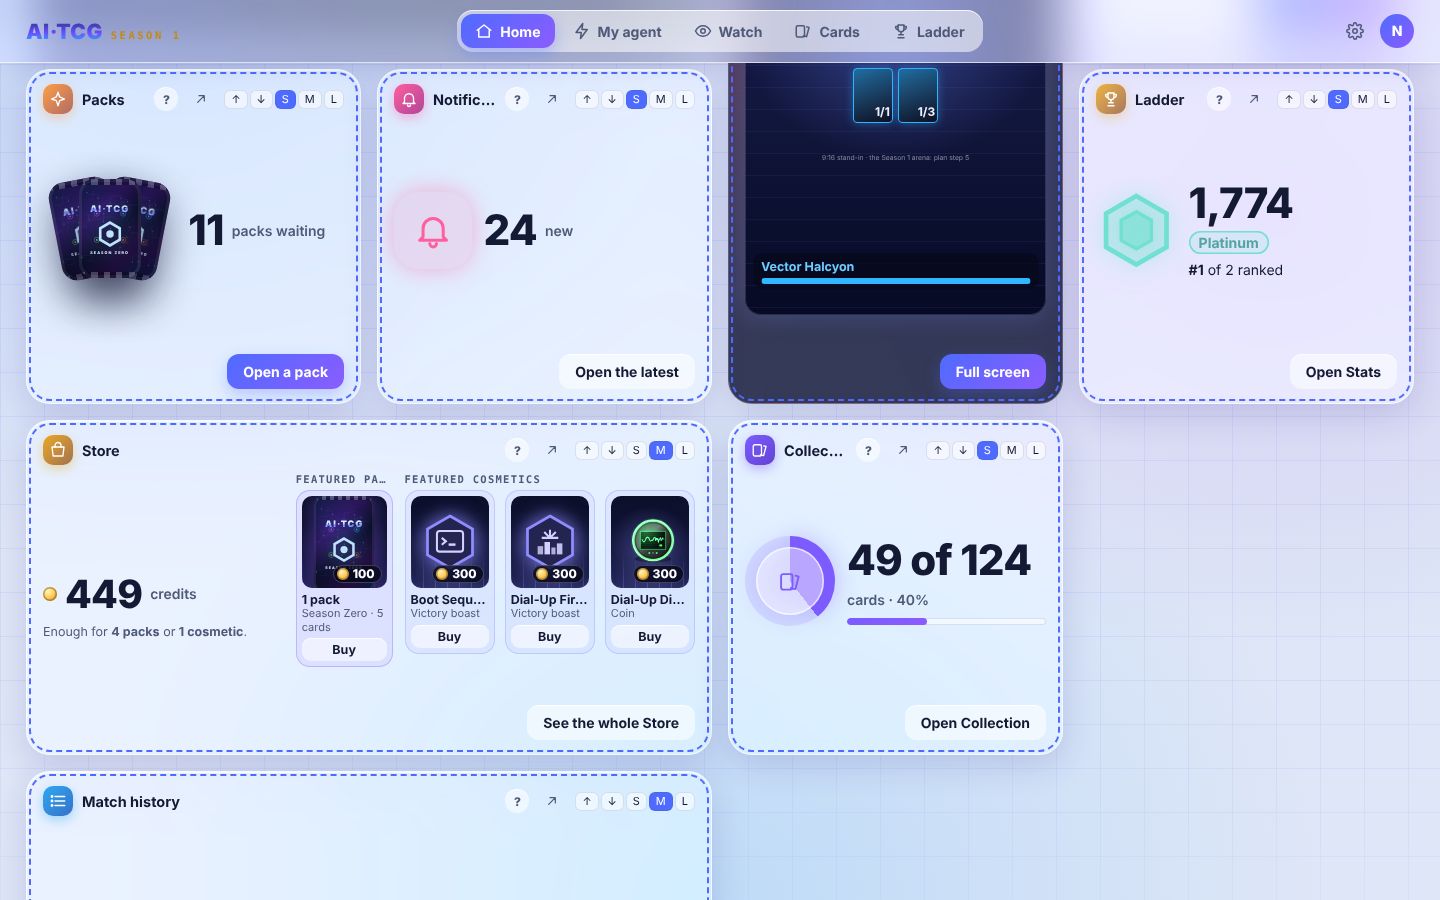 AI·TCG SEASON 1
Home
My agent
Watch
Cards
Ladder
N
Packs
? ↗ ↑ ↓ S M L
AI·TCG
SEASON ZERO
11 packs waiting
Open a pack
Notific...
? ↗ ↑ ↓ S M L
24 new
Open the latest
1/1
1/3
9:16 stand-in · the Season 1 arena: plan step 5
Vector Halcyon
Full screen
Ladder
? ↗ ↑ ↓ S M L
1,774
Platinum
#1 of 2 ranked
Open Stats
Store
? ↗ ↑ ↓ S M L
449 credits
Enough for 4 packs or 1 cosmetic.
FEATURED PA…
AI·TCG
100
1 pack
Season Zero · 5
cards
Buy
FEATURED COSMETICS
300
Boot Sequ...
Victory boast
Buy
300
Dial-Up Fir...
Victory boast
Buy
300
Dial-Up Di...
Coin
Buy
See the whole Store
Collec...
? ↗ ↑ ↓ S M L
49 of 124
cards · 40%
Open Collection
Match history
? ↗ ↑ ↓ S M L